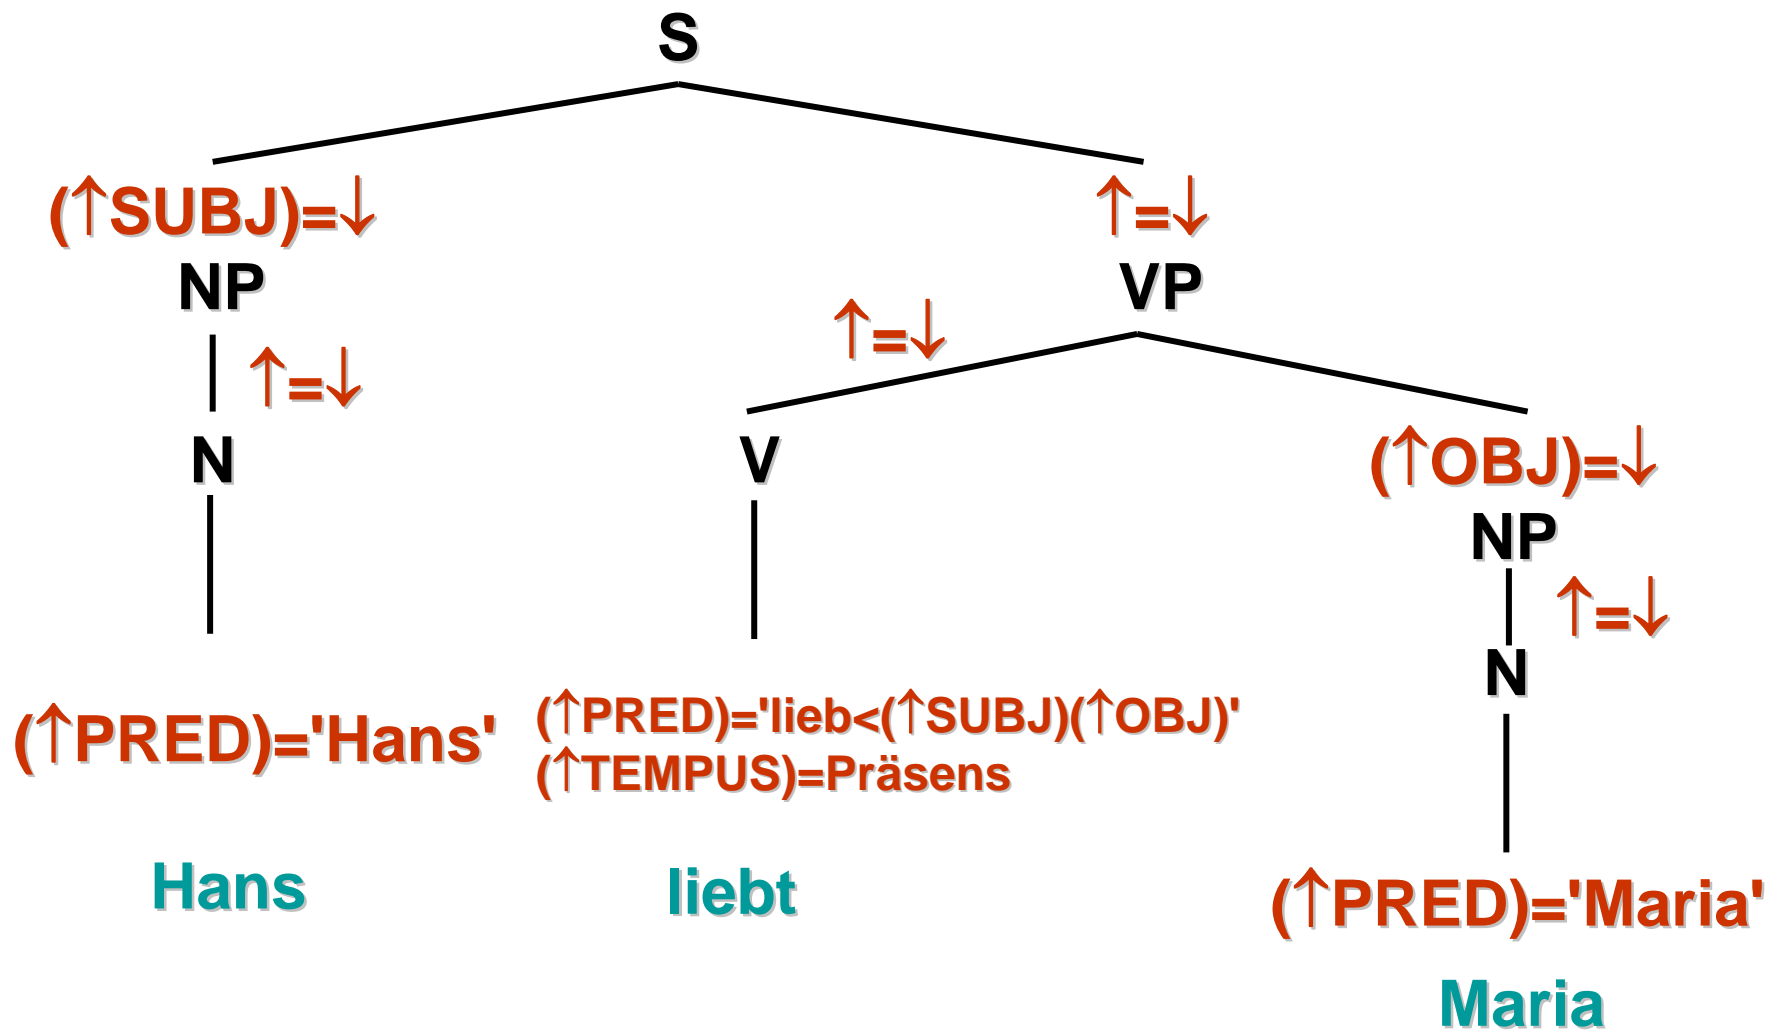 S
(↑SUBJ)=↓
↑=↓
NP
VP
↑=↓
↑=↓
N
V
(↑OBJ)=↓
NP
↑=↓
N
(↑PRED)='Hans'
(↑PRED)='lieb<(↑SUBJ)(↑OBJ)'
(↑TEMPUS)=Präsens
Hans
liebt
(↑PRED)='Maria'
Maria